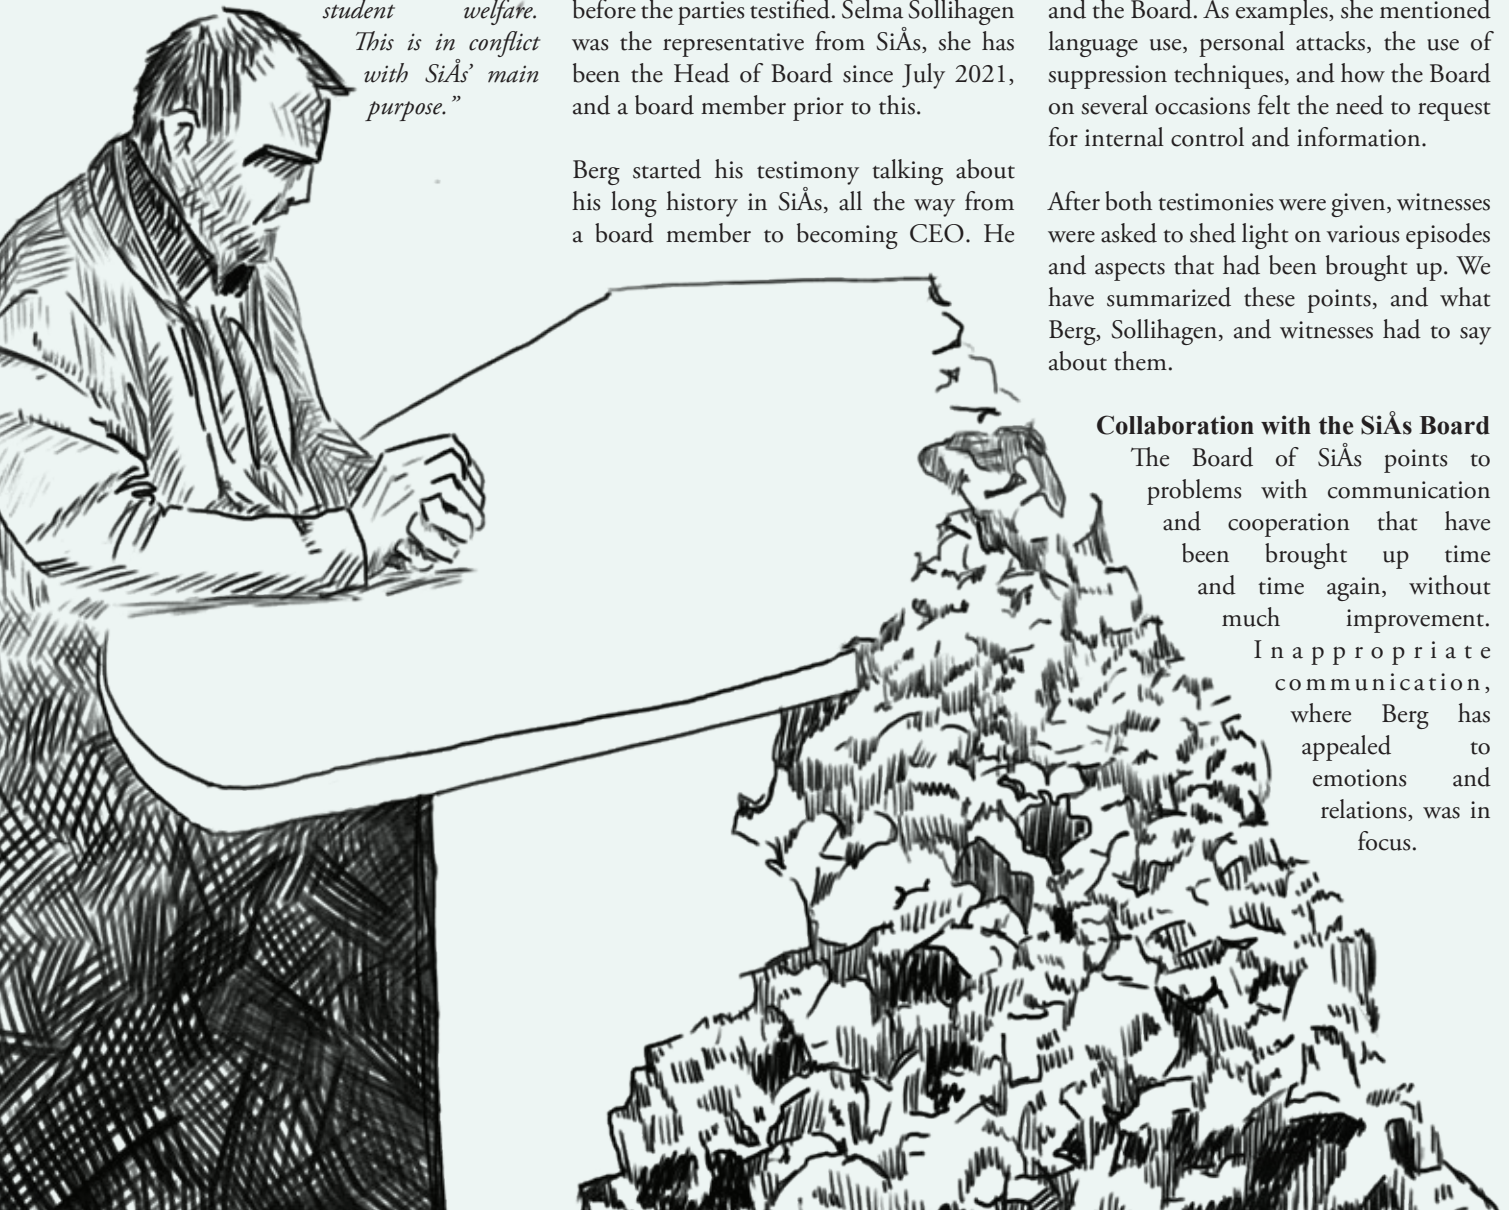 student welfare.
This is in conflict
with SiÅs’ main
purpose.”
before the parties testified. Selma Sollihagen
was the representative from SiÅs, she has
been the Head of Board since July 2021,
and a board member prior to this.
Berg started his testimony talking about
his long history in SiÅs, all the way from
a board member to becoming CEO. He
and the Board. As examples, she mentioned
language use, personal attacks, the use of
suppression techniques, and how the Board
on several occasions felt the need to request
for internal control and information.
After both testimonies were given, witnesses
were asked to shed light on various episodes
and aspects that had been brought up. We
have summarized these points, and what
Berg, Sollihagen, and witnesses had to say
about them.
Collaboration with the SiÅs Board
The Board of SiÅs points to
problems with communication
and cooperation that have
been brought up time
and time again, without
much improvement.
Inappropriate
communication,
where Berg has
appealed to
emotions and
relations, was in
focus.